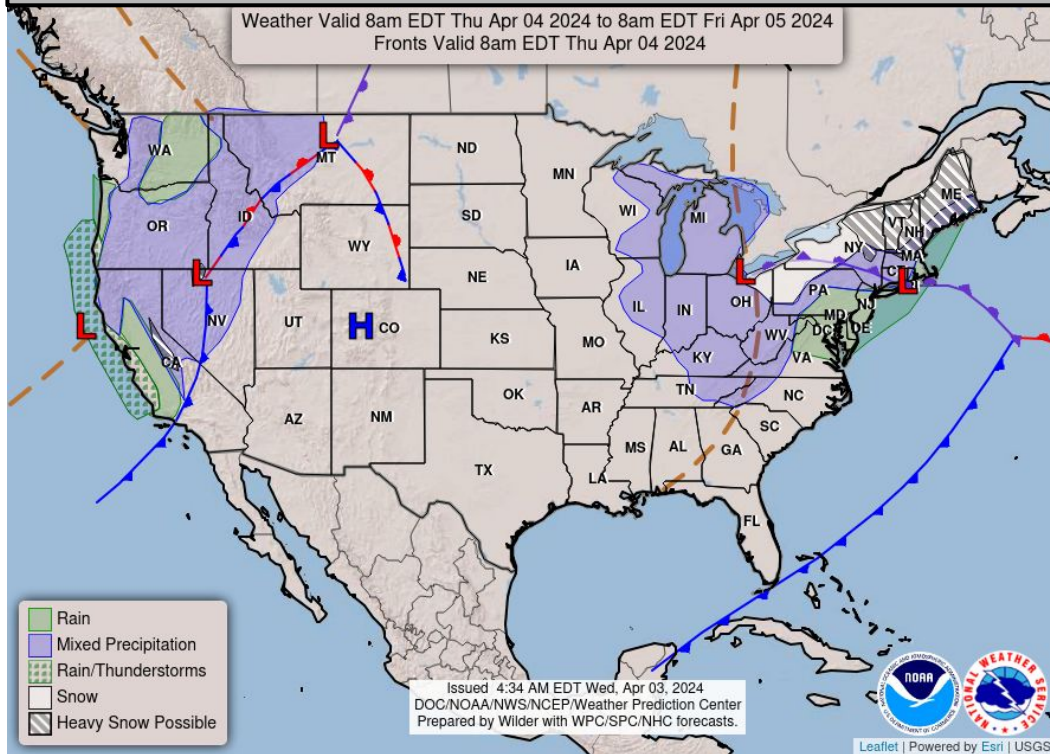 Weather Valid 8am EDT Thu Apr 04 2024 to 8am EDT Fri Apr 05 2024
Fronts Valid 8am EDT Thu Apr 04 2024
WA
MT
ND
MN
ME
OR
ID
SD
WI
MI
VT
NH
NY
MA
WY
CT
L
L
L
L
L
IA
NE
PA
NJ
IL
IN
OH
MD
DE
DC
NV
UT
H
CO
KS
MO
WV
VA
CA
KY
TN
NC
AZ
NM
OK
AR
SC
MS
AL
GA
TX
LA
FL
Rain
Mixed Precipitation
Rain/Thunderstorms
Snow
Heavy Snow Possible
Issued 4:34 AM EDT Wed, Apr 03, 2024
DOC/NOAA/NWS/NCEP/Weather Prediction Center
Prepared by Wilder with WPC/SPC/NHC forecasts.
NOAA
NATIONAL WEATHER SERVICE
Leaflet | Powered by Esri | USGS